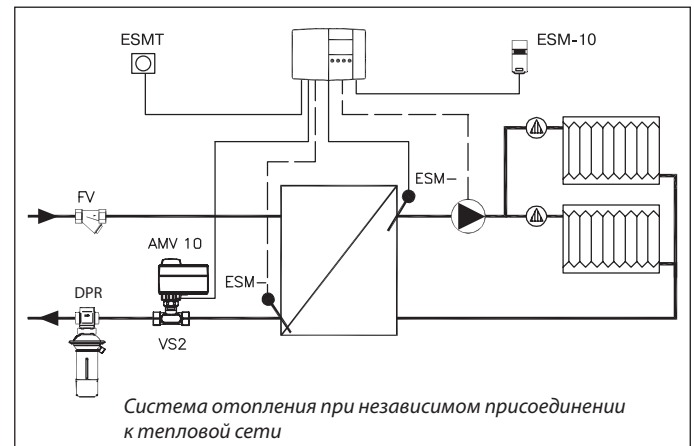 ESMT
ESM-10
FV
ESM-
AMV 10
ESM-
DPR
VS2
Система отопления при независимом присоединении
к тепловой сети